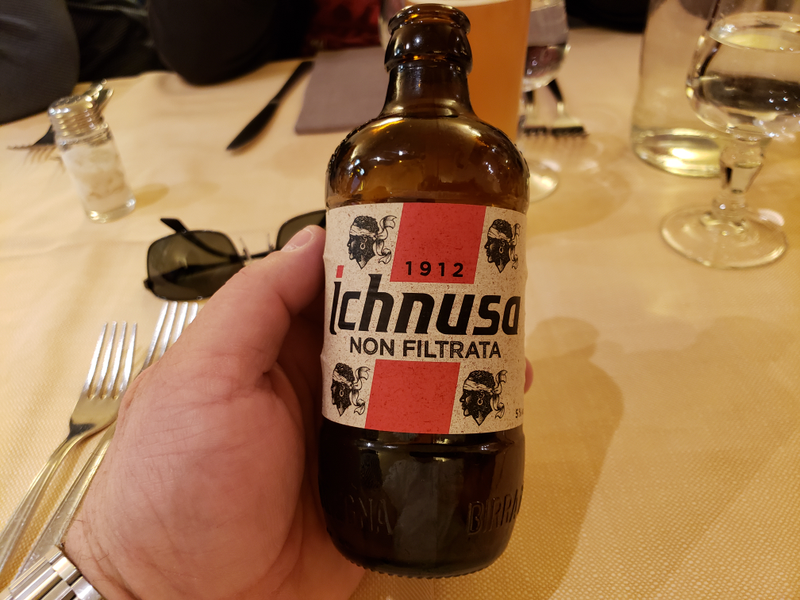 1912
ichnusa
NON FILTRATA
BIRRA